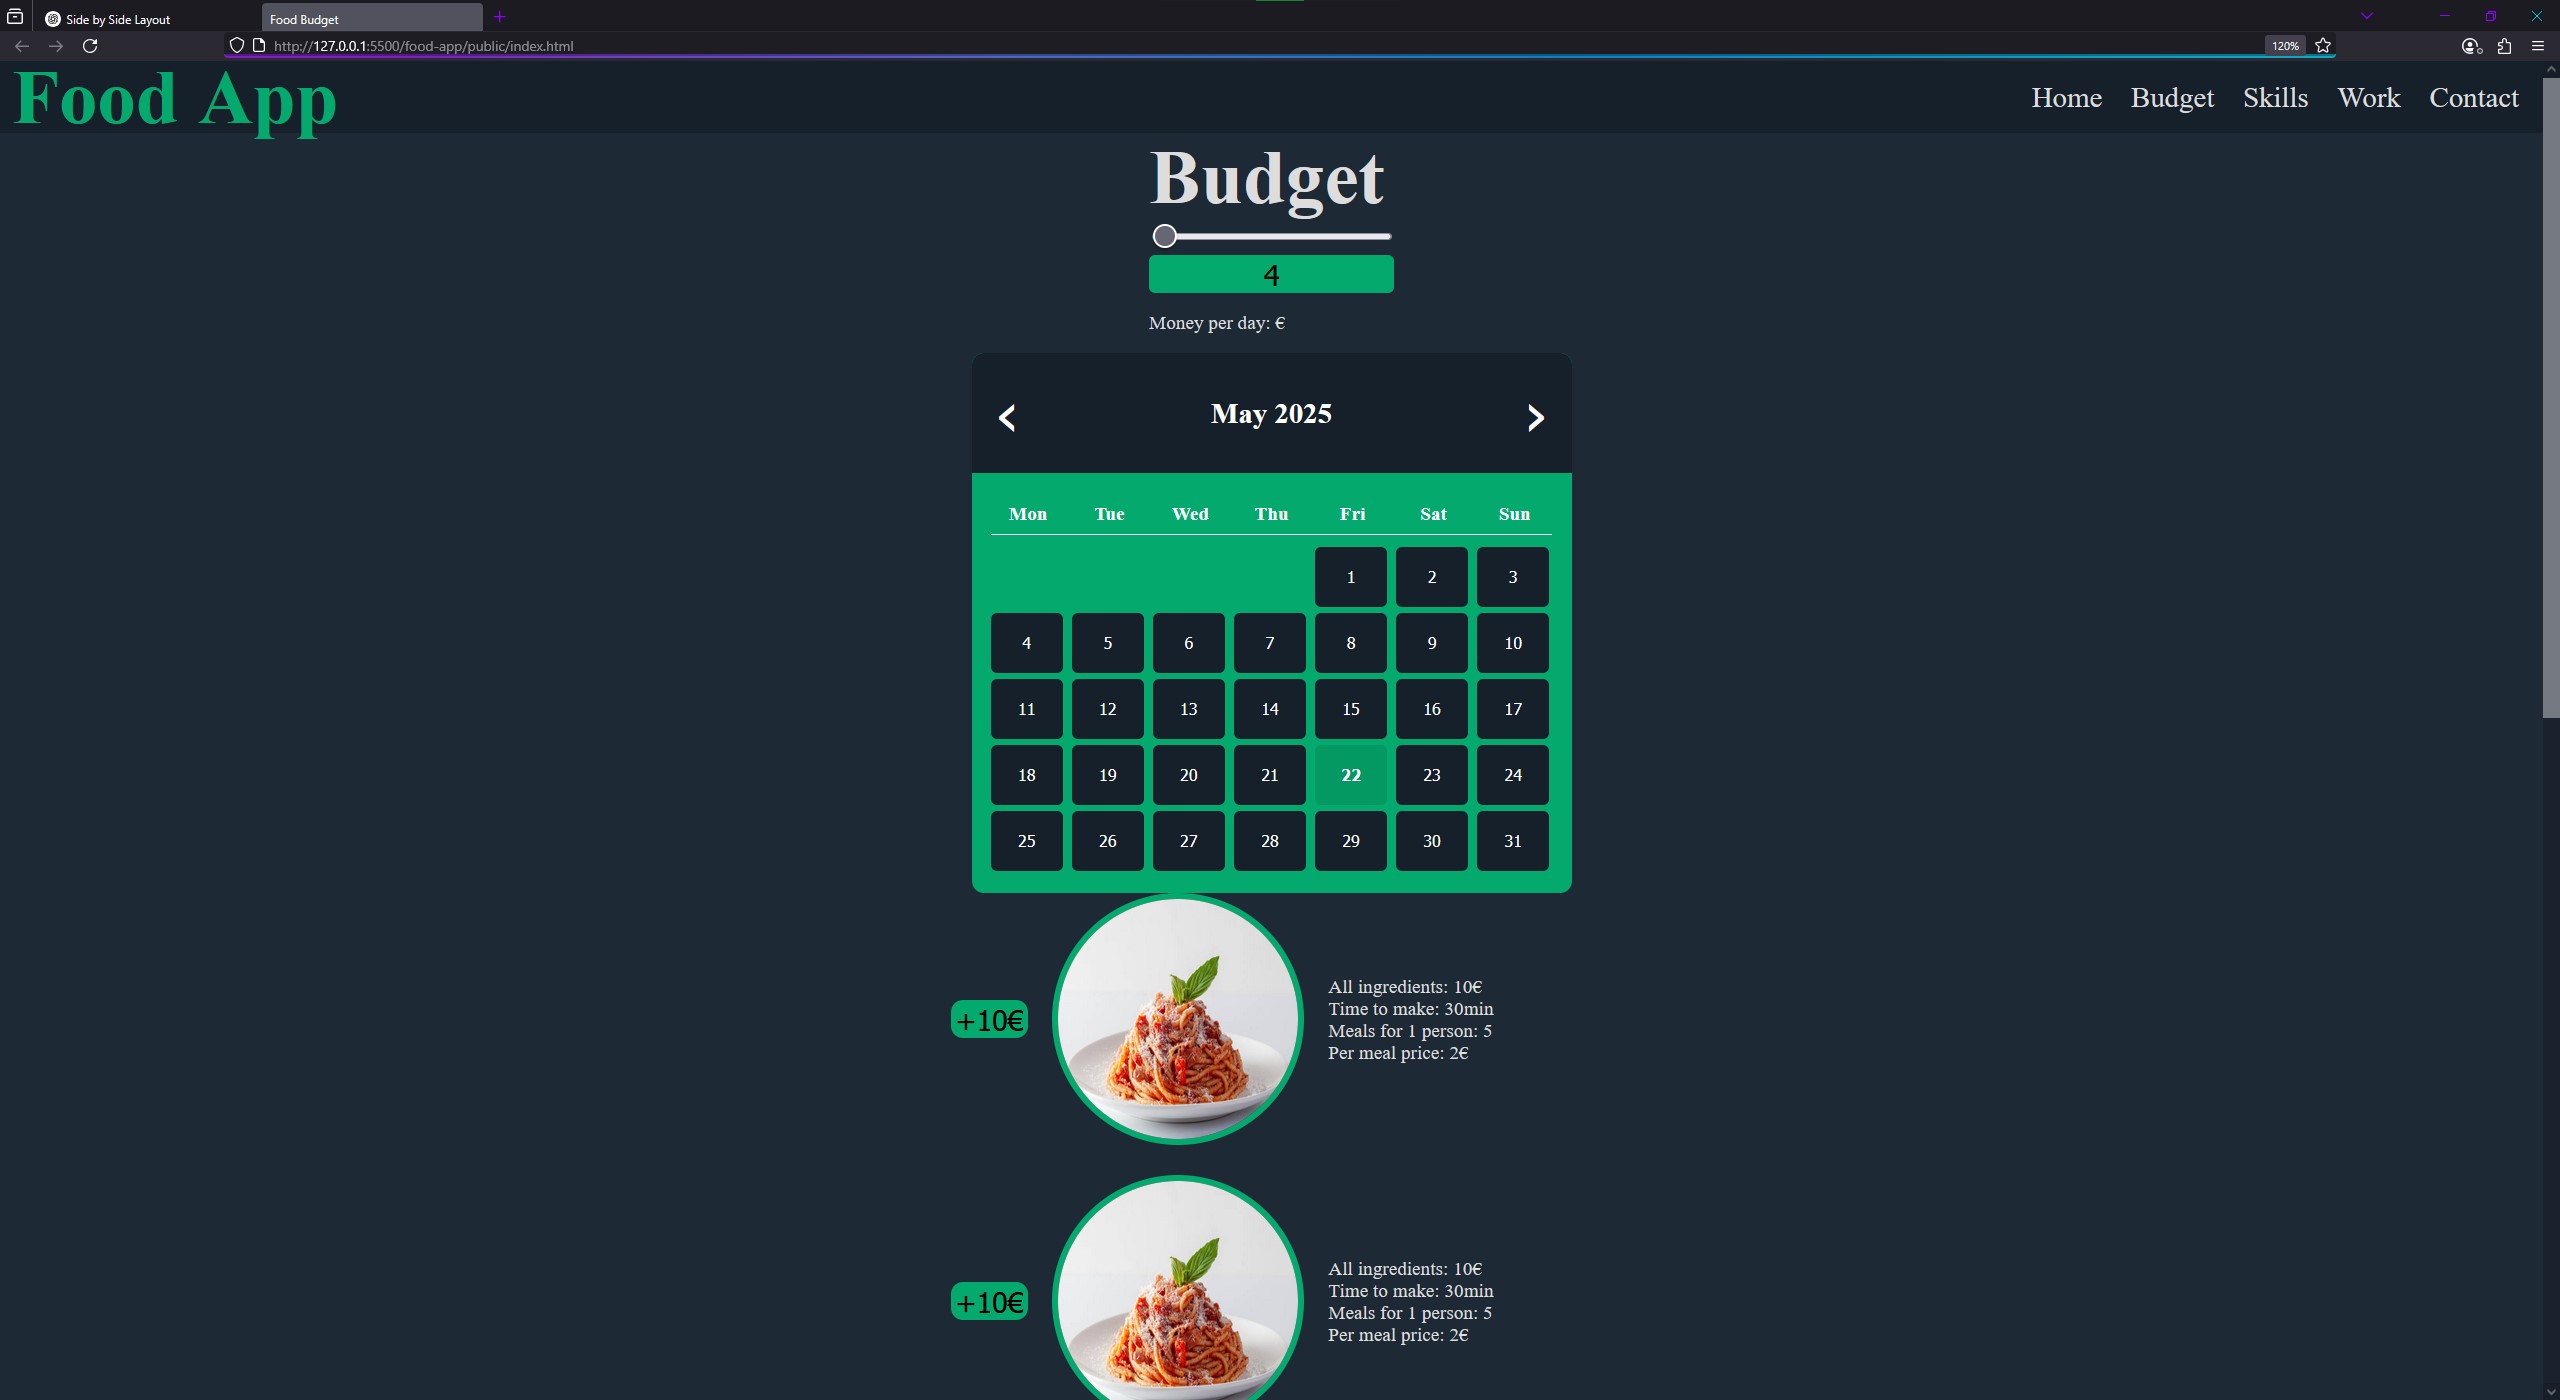 Side by Side Layout
Food Budget
http://127.0.0.1:5500/food-app/public/index.html
120%
Food App
Home Budget Skills Work Contact
Budget
4
Money per day: €
May 2025
Mon Tue Wed Thu Fri Sat Sun
1 2 3
4 5 6 7 8 9 10
11 12 13 14 15 16 17
18 19 20 21 22 23 24
25 26 27 28 29 30 31
+10€
All ingredients: 10€
Time to make: 30min
Meals for 1 person: 5
Per meal price: 2€
+10€
All ingredients: 10€
Time to make: 30min
Meals for 1 person: 5
Per meal price: 2€